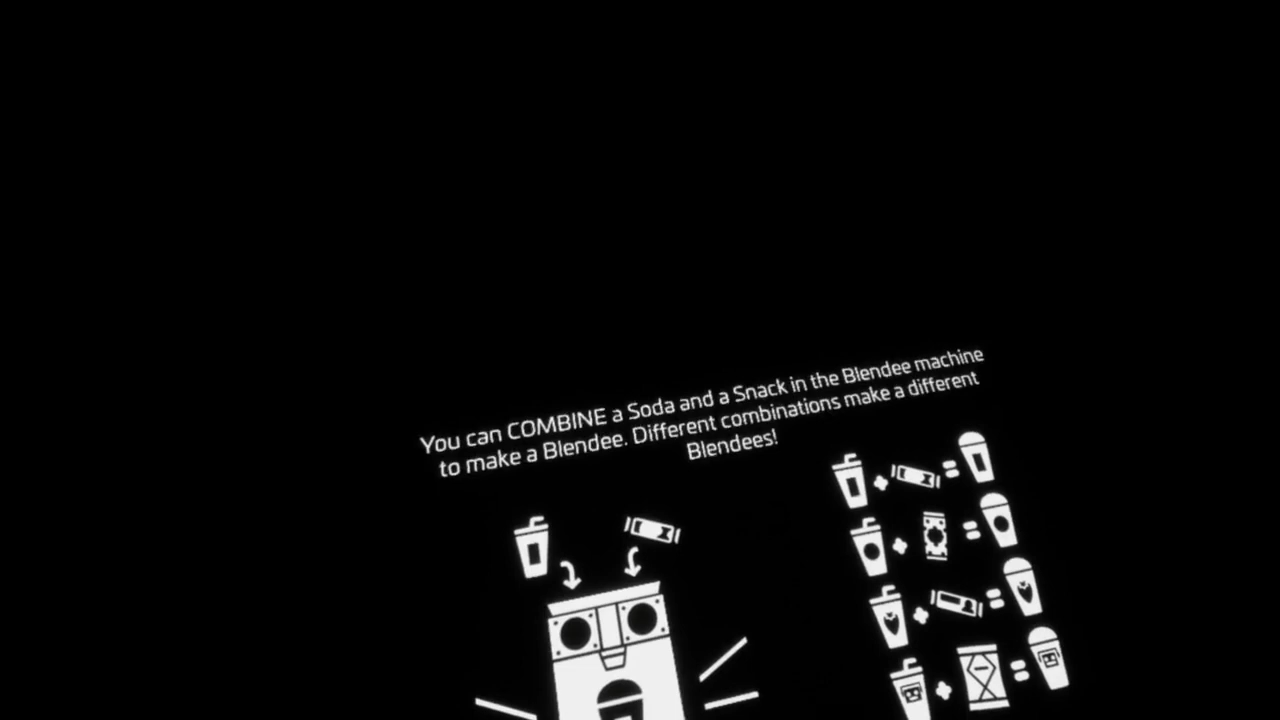 You can COMBINE a Soda and a Snack in the Blendee machine
to make a Blendee. Different combinations make a different
Blendees!